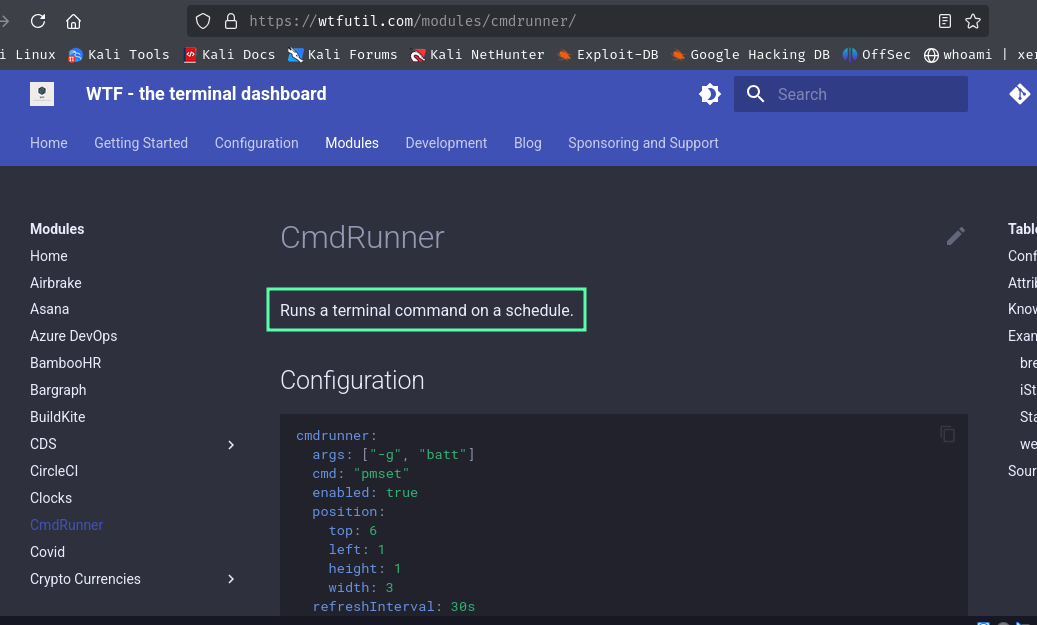 https://wtfutil.com/modules/cmdrunner/
i Linux Kali Tools Kali Docs Kali Forums Kali NetHunter Exploit-DB Google Hacking DB OffSec whoami | xer
WTF - the terminal dashboard
Search
Home Getting Started Configuration Modules Development Blog Sponsoring and Support
Modules
Home
Airbrake
Asana
Azure DevOps
BambooHR
Bargraph
BuildKite
CDS
CircleCI
Clocks
CmdRunner
Covid
Crypto Currencies
CmdRunner
Runs a terminal command on a schedule.
Configuration
cmdrunner:
  args: ["-g", "batt"]
  cmd: "pmset"
  enabled: true
  position:
    top: 6
    left: 1
    height: 1
    width: 3
  refreshInterval: 30s
Table
Conf
Attri
Know
Exam
bre
iSt
Sta
we
Sour